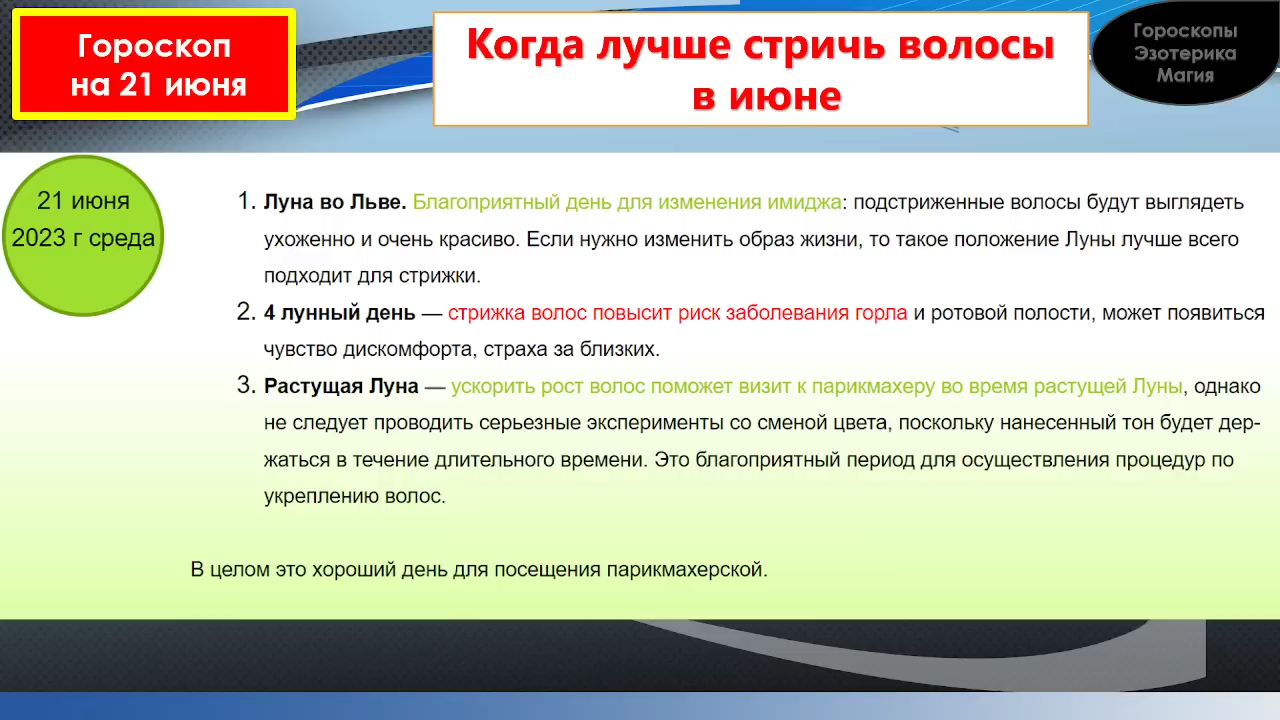 Гороскоп
на 21 июня
Когда лучше стричь волосы
в июне
Гороскопы
Эзотерика
Магия
21 июня
2023 г среда
1. Луна во Льве. Благоприятный день для изменения имиджа: подстриженные волосы будут выглядеть
ухоженно и очень красиво. Если нужно изменить образ жизни, то такое положение Луны лучше всего
подходит для стрижки.
2. 4 лунный день — стрижка волос повысит риск заболевания горла и ротовой полости, может появиться
чувство дискомфорта, страха за близких.
3. Растущая Луна — ускорить рост волос поможет визит к парикмахеру во время растущей Луны, однако
не следует проводить серьезные эксперименты со сменой цвета, поскольку нанесенный тон будет дер-
жаться в течение длительного времени. Это благоприятный период для осуществления процедур по
укреплению волос.
В целом это хороший день для посещения парикмахерской.